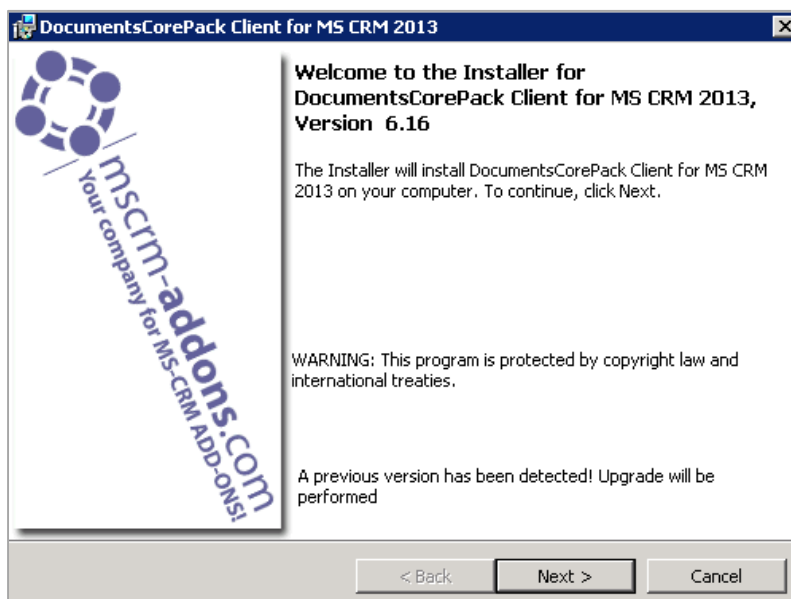 DocumentsCorePack Client for MS CRM 2013
Welcome to the Installer for
DocumentsCorePack Client for MS CRM 2013,
Version 6.16
The Installer will install DocumentsCorePack Client for MS CRM
2013 on your computer. To continue, click Next.
mscrm-addons.com
Your company for MS-CRM ADD-ONS!
WARNING: This program is protected by copyright law and
international treaties.
A previous version has been detected! Upgrade will be
performed
< Back
Next >
Cancel